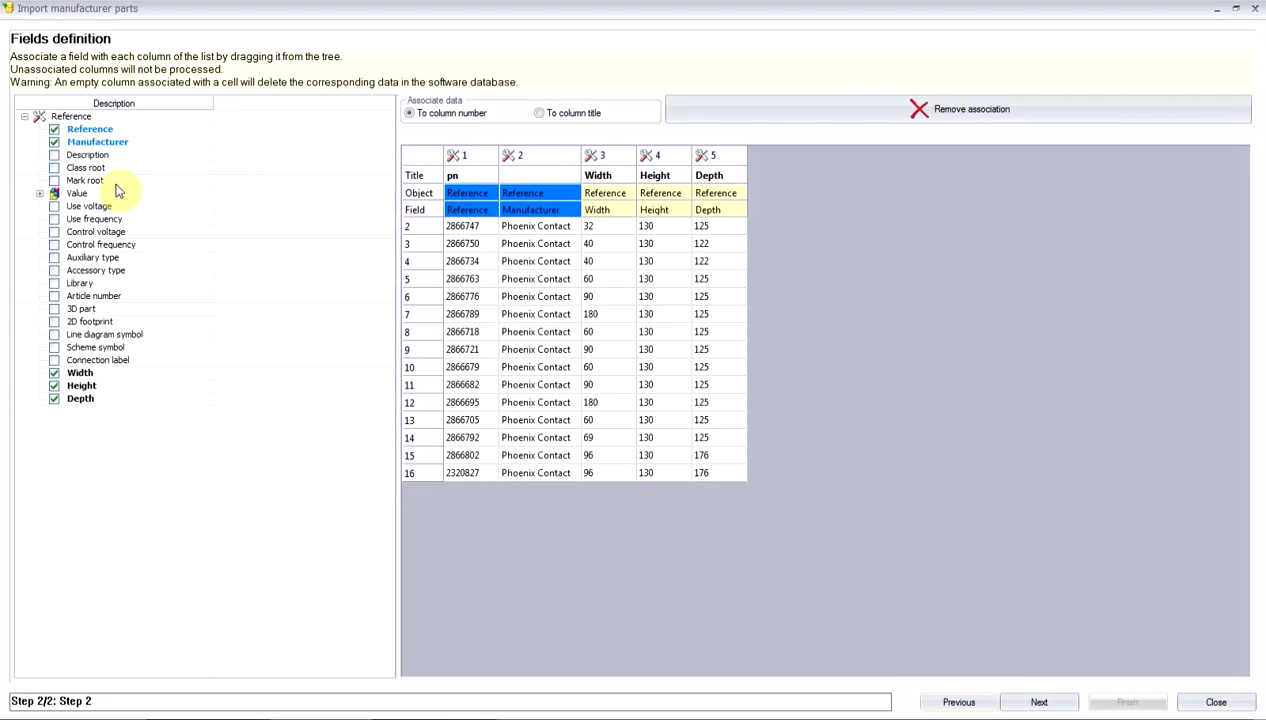 Import manufacturer parts
Fields definition
Associate a field with each column of the list by dragging it from the tree.
Unassociated columns will not be processed.
Warning: An empty column associated with a cell will delete the corresponding data in the software database.
Description
Reference
Reference
Manufacturer
Description
Class root
Mark root
Value
Use voltage
Use frequency
Control voltage
Control frequency
Auxiliary type
Accessory type
Library
Article number
3D part
2D footprint
Line diagram symbol
Scheme symbol
Connection label
Width
Height
Depth
Associate data
To column number To column title
Remove association
1 2 3 4 5
Title pn Width Height Depth
Object Reference Reference Reference Reference Reference
Field Reference Manufacturer Width Height Depth
2 2866747 Phoenix Contact 32 130 125
3 2866750 Phoenix Contact 40 130 122
4 2866734 Phoenix Contact 40 130 122
5 2866763 Phoenix Contact 60 130 125
6 2866776 Phoenix Contact 90 130 125
7 2866789 Phoenix Contact 180 130 125
8 2866718 Phoenix Contact 60 130 125
9 2866721 Phoenix Contact 90 130 125
10 2866679 Phoenix Contact 60 130 125
11 2866682 Phoenix Contact 90 130 125
12 2866695 Phoenix Contact 180 130 125
13 2866705 Phoenix Contact 60 130 125
14 2866792 Phoenix Contact 69 130 125
15 2866802 Phoenix Contact 96 130 176
16 2320827 Phoenix Contact 96 130 176
Step 2/2: Step 2
Previous Next Finish Close